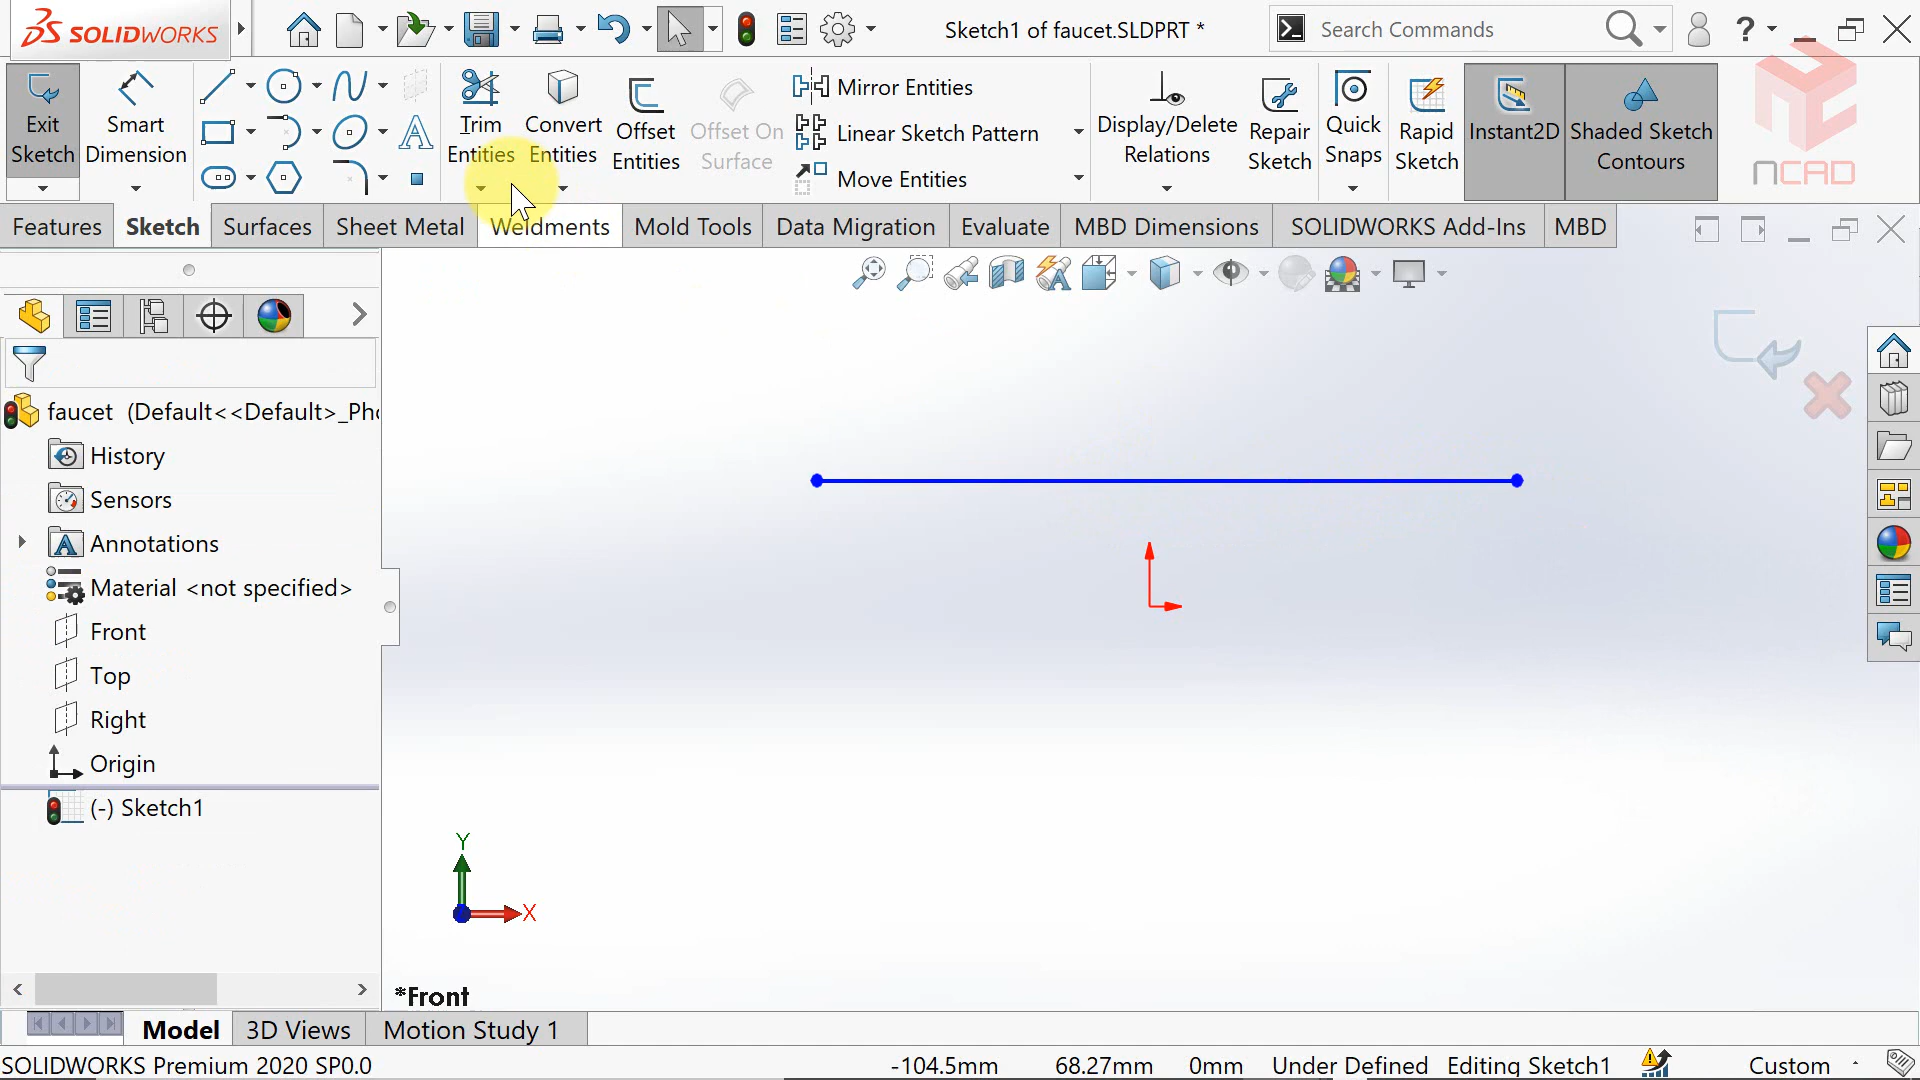 SOLIDWORKS
Sketch1 of faucet.SLDPRT *
Search Commands
?
Exit Sketch
Smart Dimension
Trim Entities
Convert Entities
Offset Entities
Offset On Surface
Mirror Entities
Linear Sketch Pattern
Move Entities
Display/Delete Relations
Repair Sketch
Quick Snaps
Rapid Sketch
Instant2D
Shaded Sketch Contours
NCAD
Features
Sketch
Surfaces
Sheet Metal
Weldments
Mold Tools
Data Migration
Evaluate
MBD Dimensions
SOLIDWORKS Add-Ins
MBD
faucet (Default<<Default>_Pho
History
Sensors
Annotations
Material <not specified>
Front
Top
Right
Origin
(-) Sketch1
Y
X
*Front
Model
3D Views
Motion Study 1
SOLIDWORKS Premium 2020 SP0.0
-104.5mm
68.27mm
0mm
Under Defined
Editing Sketch1
Custom